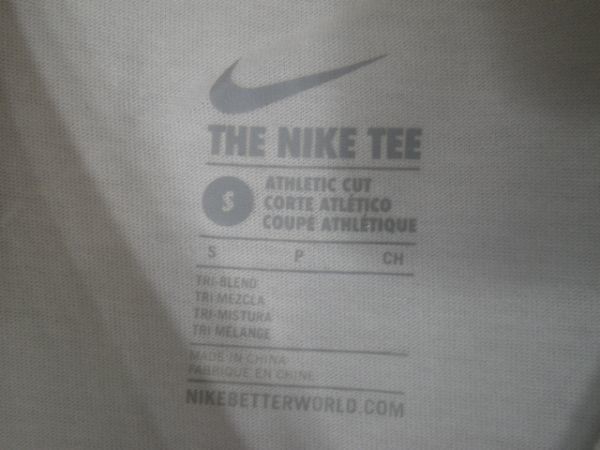 THE NIKE TEE
S
ATHLETIC CUT
CORTE ATLÉTICO
COUPE ATHLÉTIQUE
S P CH
TRI-BLEND
TRI MEZCLA
TRI-MISTURA
TRI MÉLANGE
MADE IN CHINA
FABRIQUÉ EN CHINE
NIKEBETTERWORLD.COM